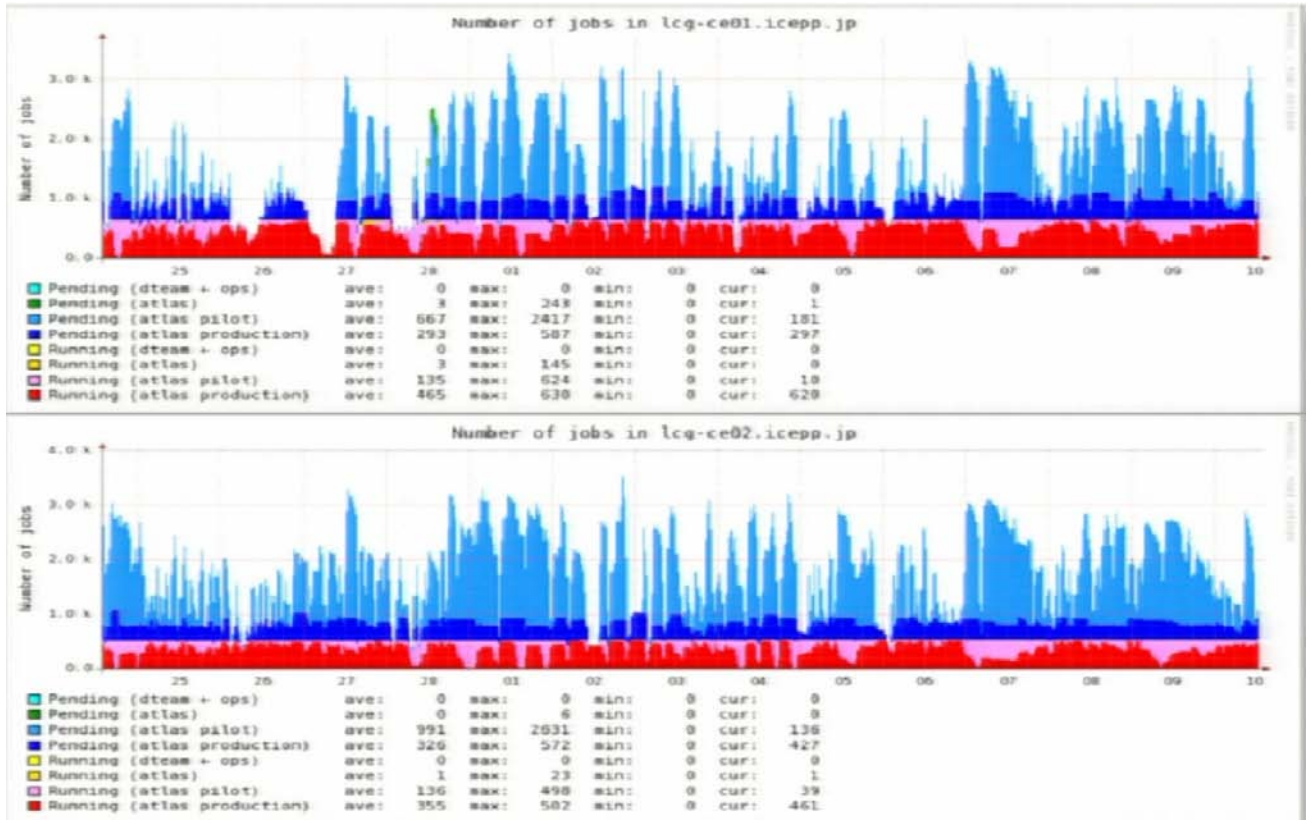 Number of jobs in lcg-ce01.icepp.jp
Number of jobs
3.0 k
2.0 k
1.0 k
0.0
25 26 27 28 01 02 03 04 05 06 07 08 09 10
Pending (dteam + ops) ave: 0 max: 0 min: 0 cur: 0
Pending (atlas) ave: 3 max: 243 min: 0 cur: 1
Pending (atlas pilot) ave: 667 max: 2417 min: 0 cur: 181
Pending (atlas production) ave: 293 max: 587 min: 0 cur: 297
Running (dteam + ops) ave: 0 max: 0 min: 0 cur: 0
Running (atlas) ave: 3 max: 145 min: 0 cur: 0
Running (atlas pilot) ave: 135 max: 624 min: 0 cur:
Running (atlas production) ave: 465 max: min: 0 cur:
Number of jobs in lcg-ce02.icepp.jp
Number of jobs
4.0 k
3.0 k
2.0 k
1.0 k
0.0
25 26 27 28 01 02 03 04 05 06 07 08 09 10
Pending (dteam + ops) ave: 0 max: 0 min: 0 cur: 0
Pending (atlas) ave: 0 max: 6 min: 0 cur: 0
Pending (atlas pilot) ave: 991 max: min: 0 cur:
Pending (atlas production) ave: max: 572 min: 0 cur: 427
Running (dteam + ops) ave: 0 max: 0 min: 0 cur: 0
Running (atlas) ave: 1 max: 23 min: 0 cur: 1
Running (atlas pilot) ave: 136 max: 498 min: 0 cur: 39
Running (atlas production) ave: 355 max: 502 min: 0 cur: 461